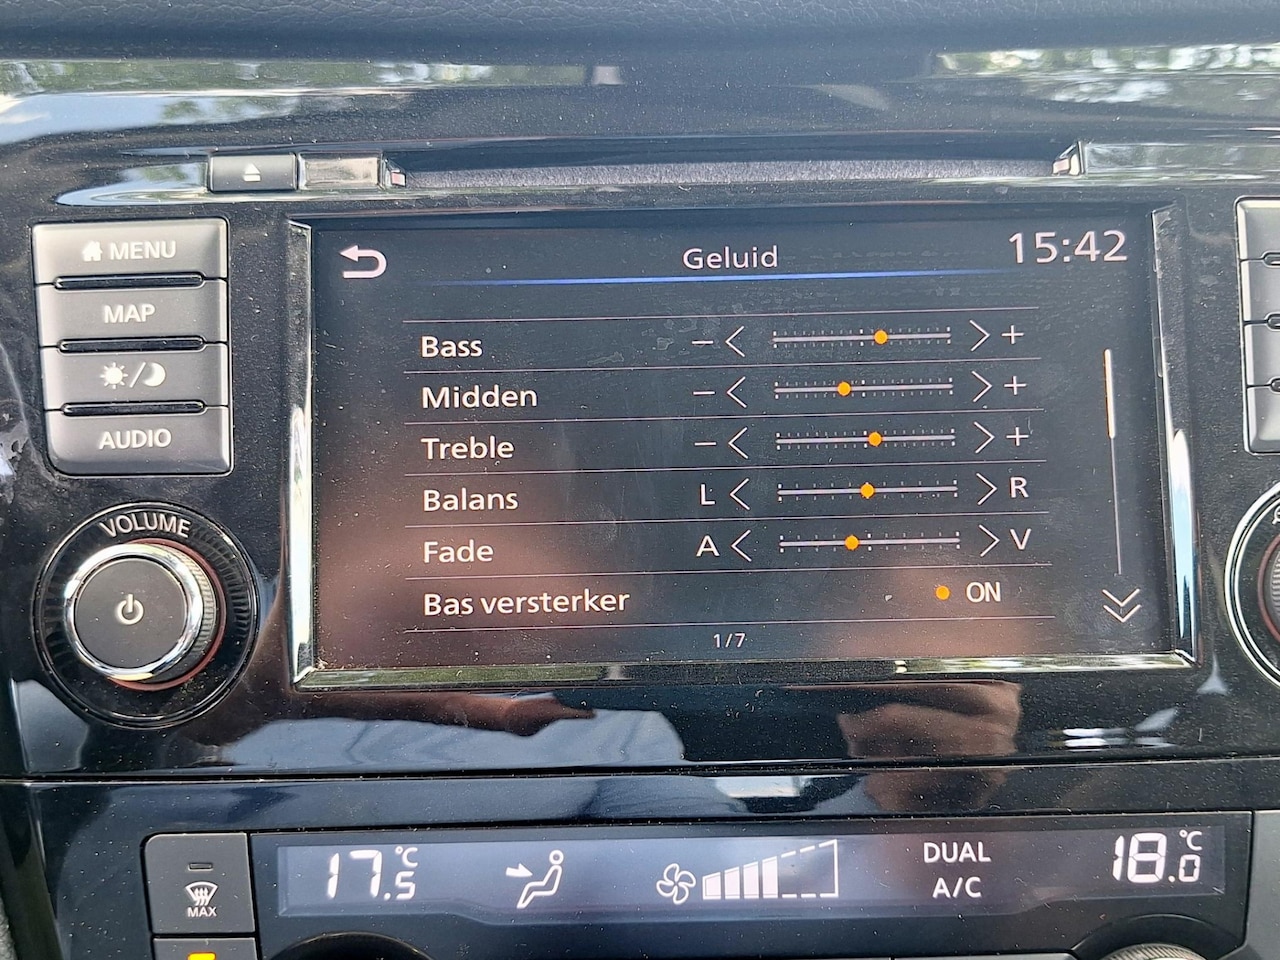 MENU
MAP
AUDIO
VOLUME
Geluid 15:42
Bass − +
Midden − +
Treble − +
Balans L R
Fade A V
Bas versterker ON
1/7
MAX
17.5 °C
DUAL
A/C
18.0 °C